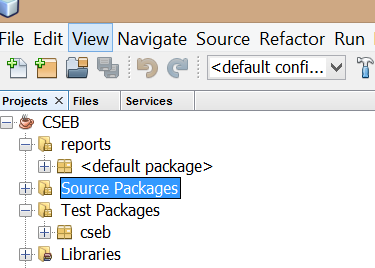 File Edit View Navigate Source Refactor Run
<default confi...
Projects Files Services
CSEB
reports
<default package>
Source Packages
Test Packages
cseb
Libraries